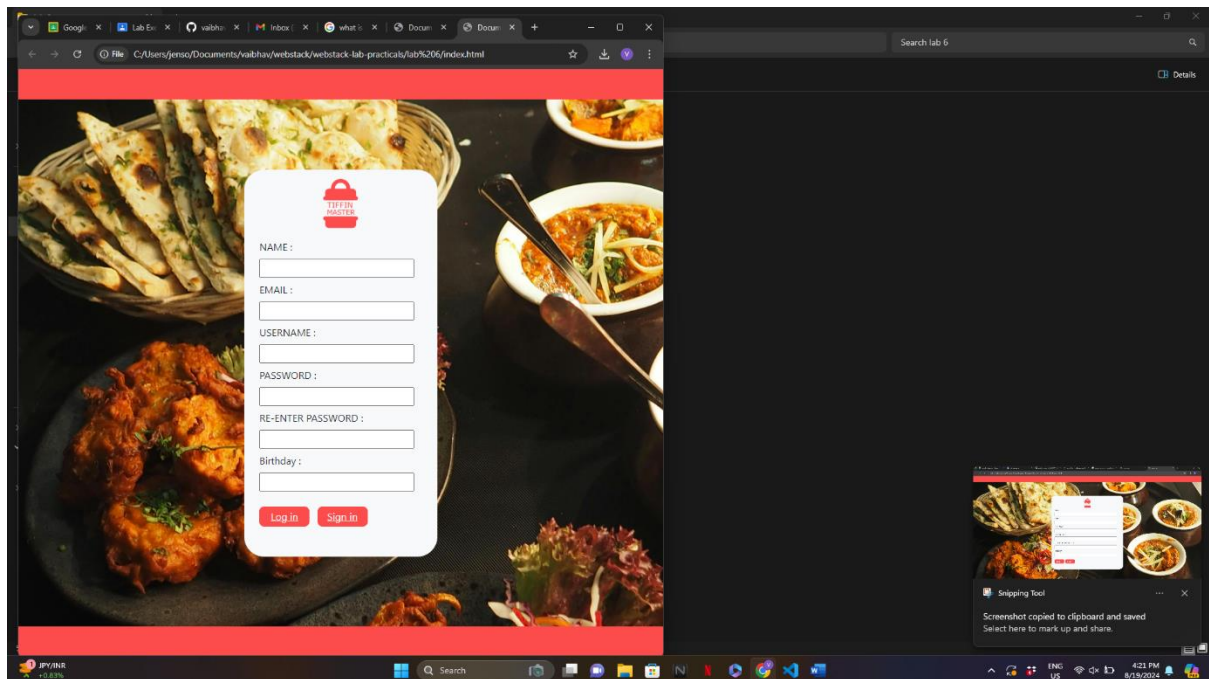 Google
Lab Exe
vaibhav
Inbox (
what is
Docum
Docum
File C:/Users/jenso/Documents/vaibhav/webstack/webstack-lab-practicals/lab%206/index.html
V
Search lab 6
Details
TIFFIN
MASTER
NAME :
EMAIL :
USERNAME :
PASSWORD :
RE-ENTER PASSWORD :
Birthday :
Log in Sign in
Snipping Tool
Screenshot copied to clipboard and saved
Select here to mark up and share.
JPY/INR
+0.83%
Search
ENG
US
4:21 PM
8/19/2024